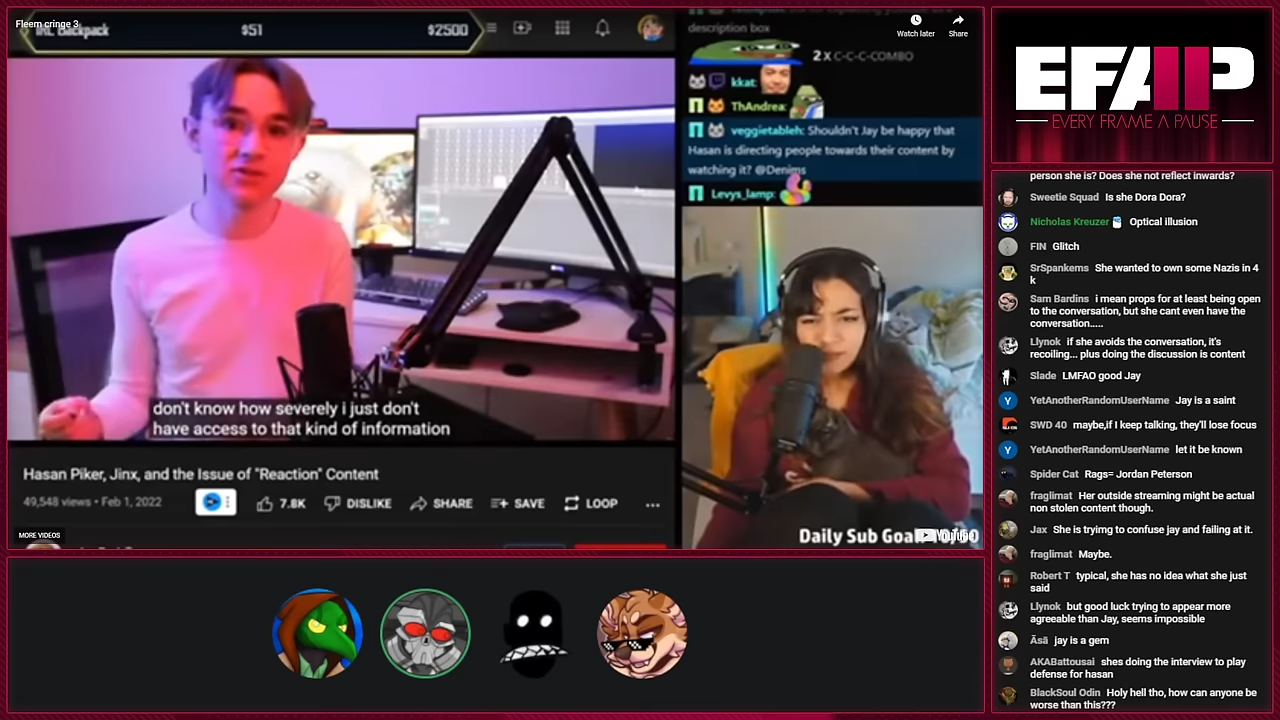 Fleem cringe 3
IRL Backpack
$51
$2500
Watch later
Share
description box
2 X C-C-C-COMBO
kkat:
ThAndrea:
veggietableh: Shouldn't Jay be happy that
Hasan is directing people towards their content by
watching it? @Denims
Levys_lamp:
don't know how severely i just don't
have access to that kind of information
Hasan Piker, Jinx, and the Issue of "Reaction" Content
49,548 views • Feb 1, 2022
7.8K
DISLIKE
SHARE
SAVE
LOOP
MORE VIDEOS
Daily Sub Goal
YouTube
EFAP
EVERY FRAME A PAUSE
person she is? Does she not reflect inwards?
Sweetie Squad Is she Dora Dora?
Nicholas Kreuzer Optical illusion
FIN Glitch
SrSpankems She wanted to own some Nazis in 4
k
Sam Bardins i mean props for at least being open
to the conversation, but she cant even have the
conversation.....
Llynok if she avoids the conversation, it's
recoiling... plus doing the discussion is content
Slade LMFAO good Jay
Y
YetAnotherRandomUserName Jay is a saint
SWD 40 maybe,if I keep talking, they'll lose focus
Y
YetAnotherRandomUserName let it be known
Spider Cat Rags= Jordan Peterson
fraglimat Her outside streaming might be actual
non stolen content though.
Jax She is tryimg to confuse jay and failing at it.
fraglimat Maybe.
Robert T typical, she has no idea what she just
said
Llynok but good luck trying to appear more
agreeable than Jay, seems impossible
Āsā jay is a gem
AKABattousai shes doing the interview to play
defense for hasan
BlackSoul Odin Holy hell tho, how can anyone be
worse than this???